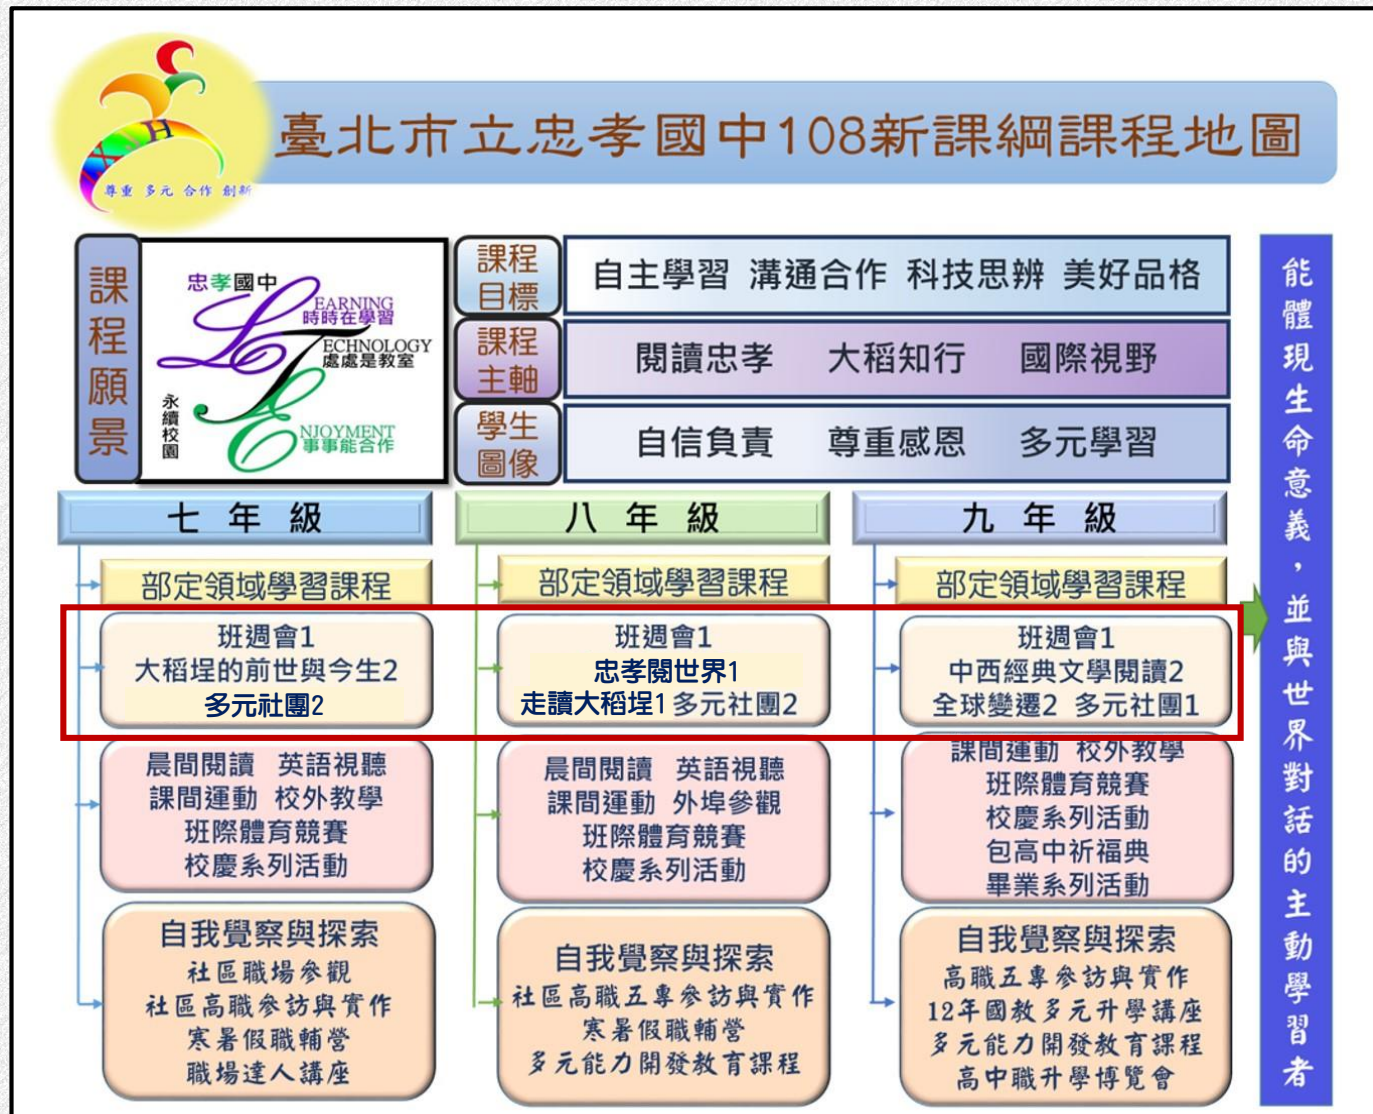 XJH
尊重 多元 合作 創新
臺北市立忠孝國中108新課綱課程地圖
課程願景
忠孝國中
LEARNING
時時在學習
TECHNOLOGY
處處是教室
ENJOYMENT
事事能合作
永續校園
課程目標
自主學習 溝通合作 科技思辨 美好品格
課程主軸
閱讀忠孝 大稻知行 國際視野
學生圖像
自信負責 尊重感恩 多元學習
七年級
部定領域學習課程
班週會1
大稻埕的前世與今生2
多元社團2
晨間閱讀 英語視聽
課間運動 校外教學
班際體育競賽
校慶系列活動
自我覺察與探索
社區職場參觀
社區高職參訪與實作
寒暑假職輔營
職場達人講座
八年級
部定領域學習課程
班週會1
忠孝閱世界1
走讀大稻埕1 多元社團2
晨間閱讀 英語視聽
課間運動 外埠參觀
班際體育競賽
校慶系列活動
自我覺察與探索
社區高職五專參訪與實作
寒暑假職輔營
多元能力開發教育課程
九年級
部定領域學習課程
班週會1
中西經典文學閱讀2
全球變遷2 多元社團1
課間運動 校外教學
班際體育競賽
校慶系列活動
包高中祈福典
畢業系列活動
自我覺察與探索
高職五專參訪與實作
12年國教多元升學講座
多元能力開發教育課程
高中職升學博覽會
能體現生命意義，並與世界對話的主動學習者